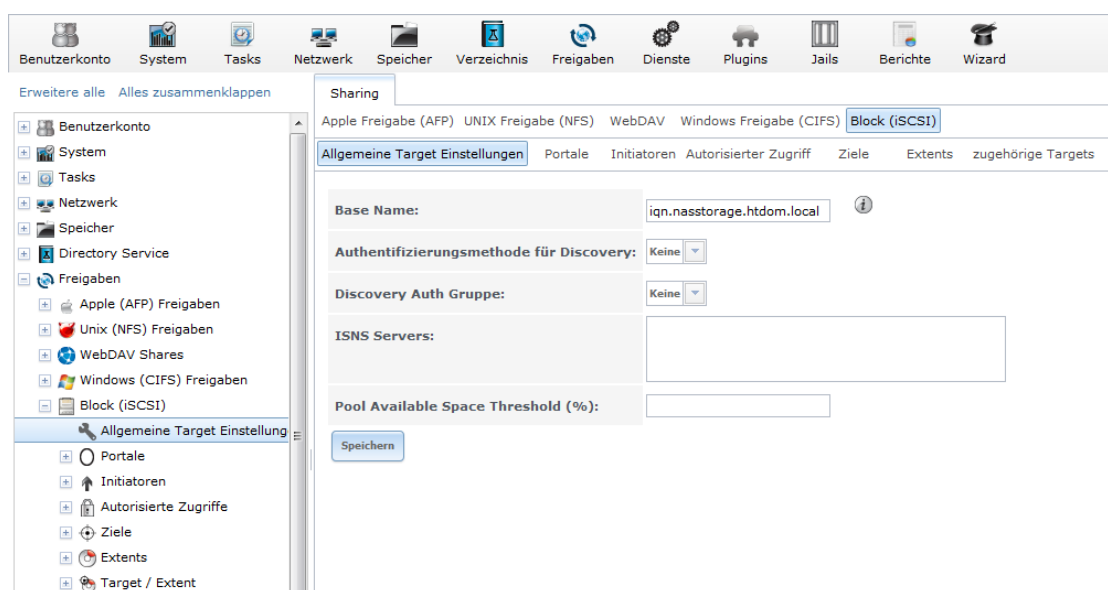 Benutzerkonto System Tasks Netzwerk Speicher Verzeichnis Freigaben Dienste Plugins Jails Berichte Wizard
Erweitere alle Alles zusammenklappen
Benutzerkonto
System
Tasks
Netzwerk
Speicher
Directory Service
Freigaben
Apple (AFP) Freigaben
Unix (NFS) Freigaben
WebDAV Shares
Windows (CIFS) Freigaben
Block (iSCSI)
Allgemeine Target Einstellung
Portale
Initiatoren
Autorisierte Zugriffe
Ziele
Extents
Target / Extent
Sharing
Apple Freigabe (AFP) UNIX Freigabe (NFS) WebDAV Windows Freigabe (CIFS) Block (iSCSI)
Allgemeine Target Einstellungen Portale Initiatoren Autorisierter Zugriff Ziele Extents zugehörige Targets
Base Name: iqn.nasstorage.htdom.local
Authentifizierungsmethode für Discovery: Keine
Discovery Auth Gruppe: Keine
ISNS Servers:
Pool Available Space Threshold (%):
Speichern